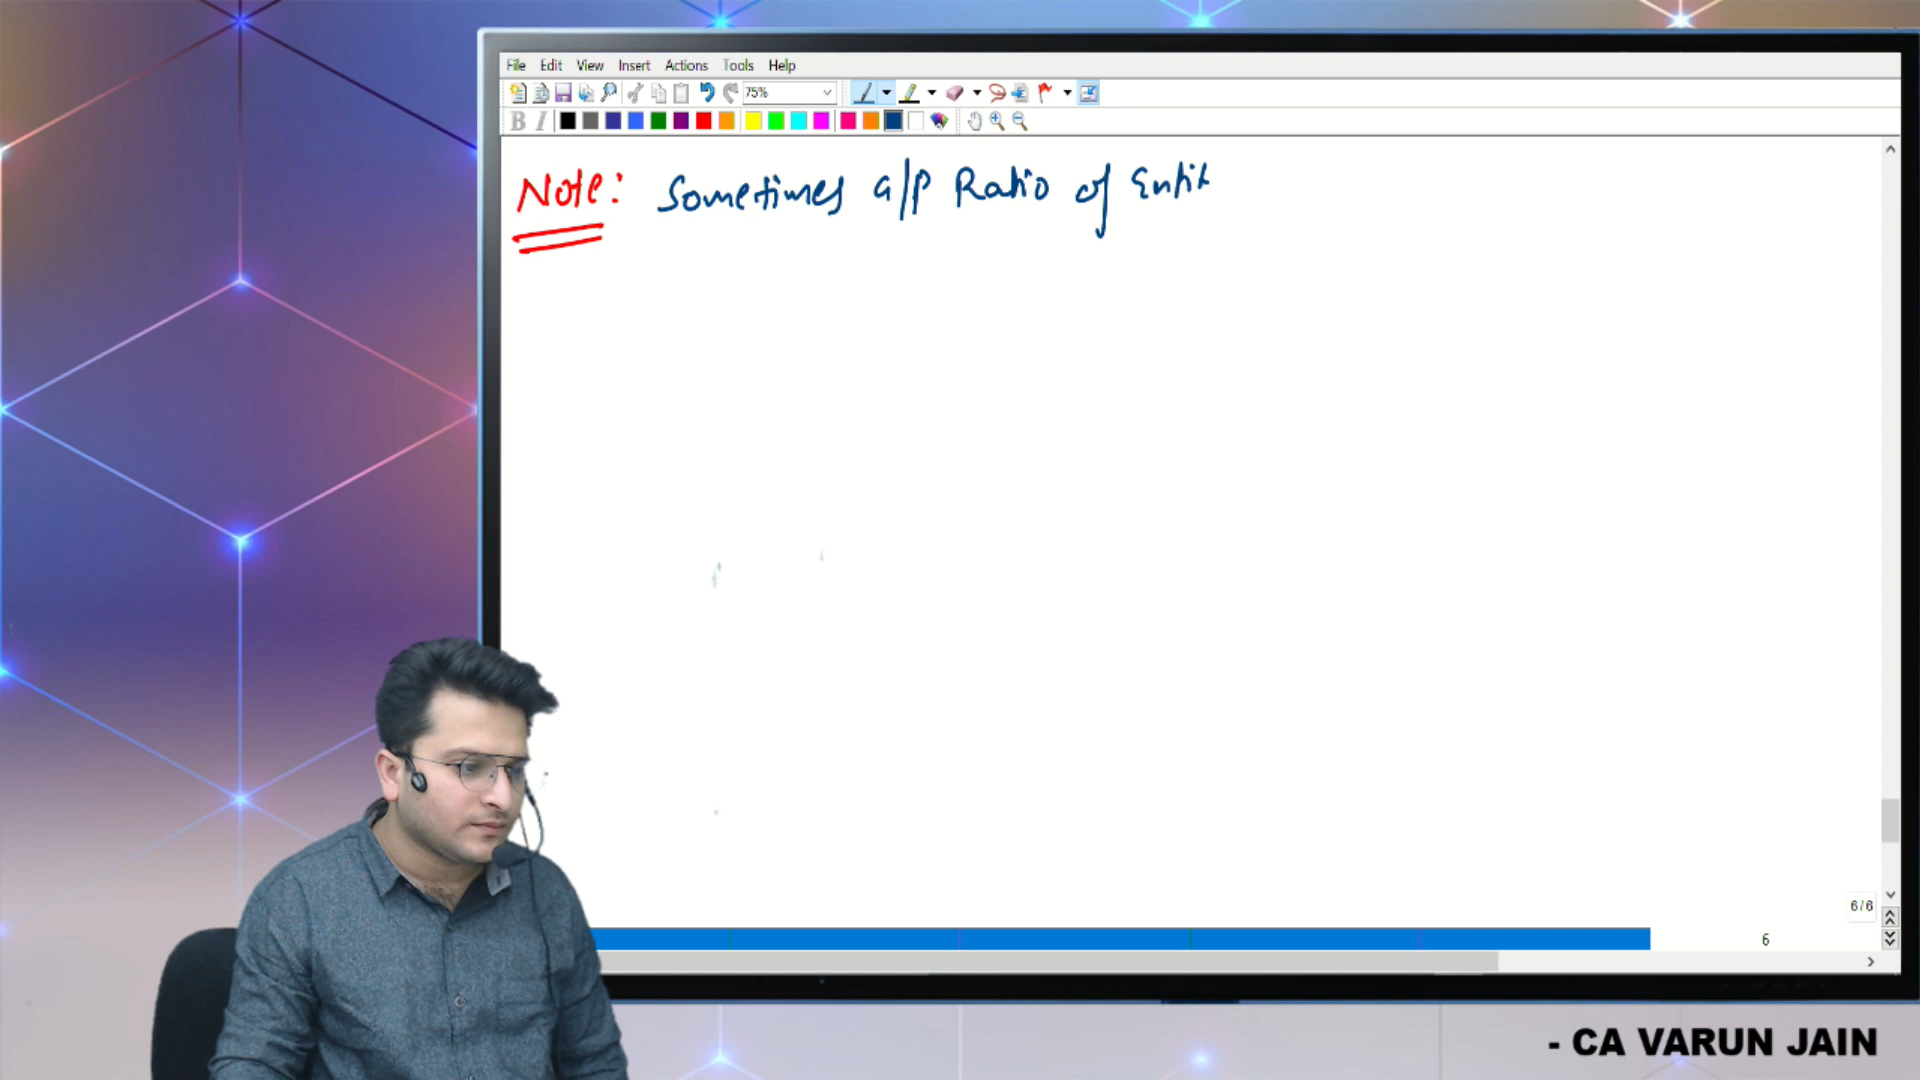 File Edit View Insert Actions Tools Help
75%
B I
Note: Sometimes G/P Ratio of Entit
6/6
6
- CA VARUN JAIN